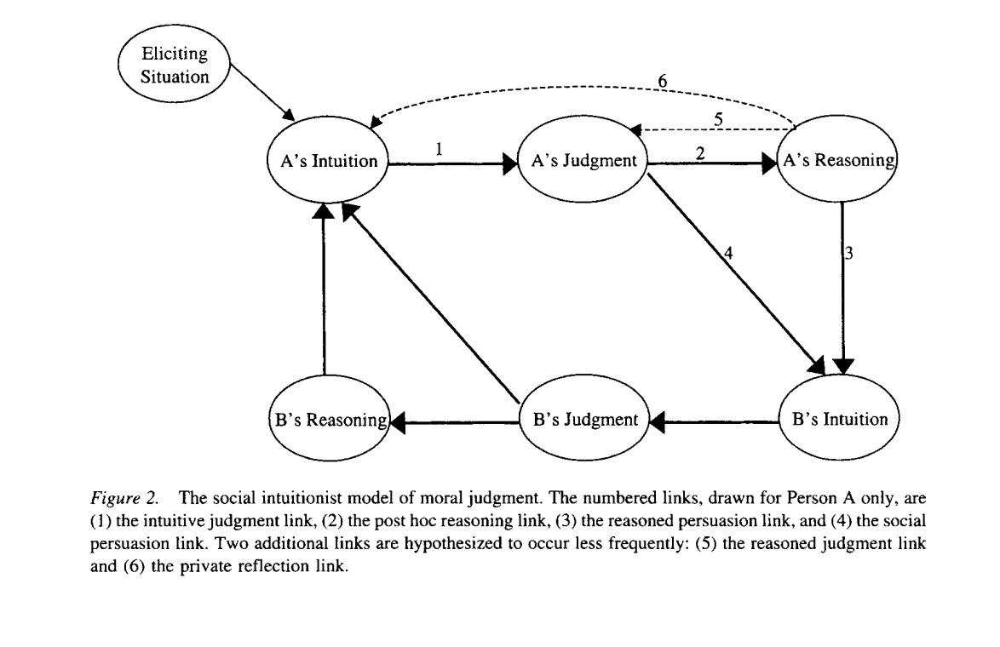 Eliciting
Situation
6
5
A's Intuition
1
A's Judgment
2
A's Reasoning
4
3
B's Reasoning
B's Judgment
B's Intuition
Figure 2. The social intuitionist model of moral judgment. The numbered links, drawn for Person A only, are
(1) the intuitive judgment link, (2) the post hoc reasoning link, (3) the reasoned persuasion link, and (4) the social
persuasion link. Two additional links are hypothesized to occur less frequently: (5) the reasoned judgment link
and (6) the private reflection link.